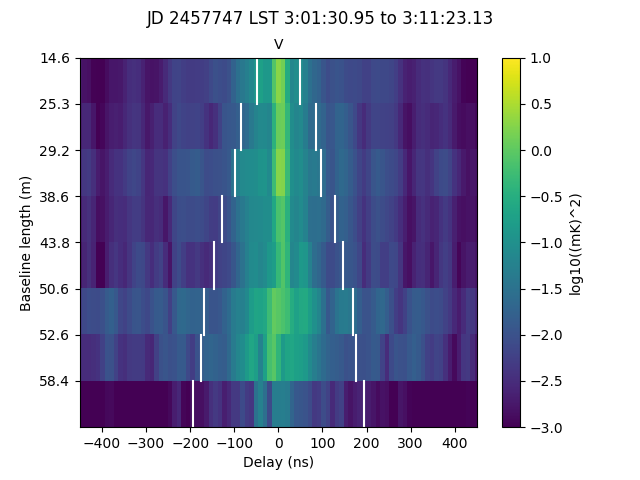 JD 2457747 LST 3:01:30.95 to 3:11:23.13
V
14.6
25.3
29.2
38.6
43.8
50.6
52.6
58.4
Baseline length (m)
−400 −300 −200 −100 0 100 200 300 400
Delay (ns)
1.0
0.5
0.0
−0.5
−1.0
−1.5
−2.0
−2.5
−3.0
log10((mK)^2)